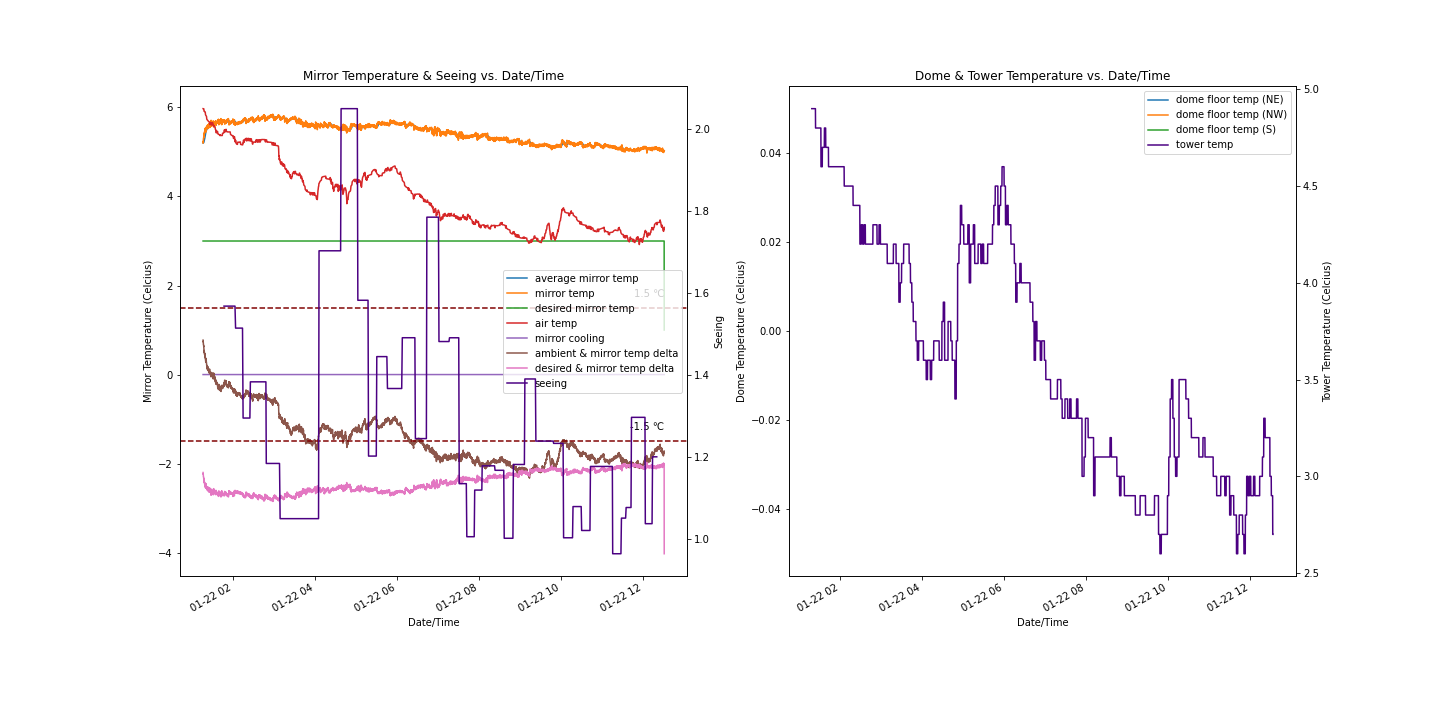 Mirror Temperature & Seeing vs. Date/Time
6
4
2
0
−2
−4
Mirror Temperature (Celcius)
2.0
1.8
1.6
1.4
1.2
1.0
Seeing
1.5 °C
-1.5 °C
average mirror temp
mirror temp
desired mirror temp
air temp
mirror cooling
ambient & mirror temp delta
desired & mirror temp delta
seeing
01-22 02
01-22 04
01-22 06
01-22 08
01-22 10
01-22 12
Date/Time
Dome & Tower Temperature vs. Date/Time
0.04
0.02
0.00
−0.02
−0.04
Dome Temperature (Celcius)
5.0
4.5
4.0
3.5
3.0
2.5
Tower Temperature (Celcius)
dome floor temp (NE)
dome floor temp (NW)
dome floor temp (S)
tower temp
01-22 02
01-22 04
01-22 06
01-22 08
01-22 10
01-22 12
Date/Time